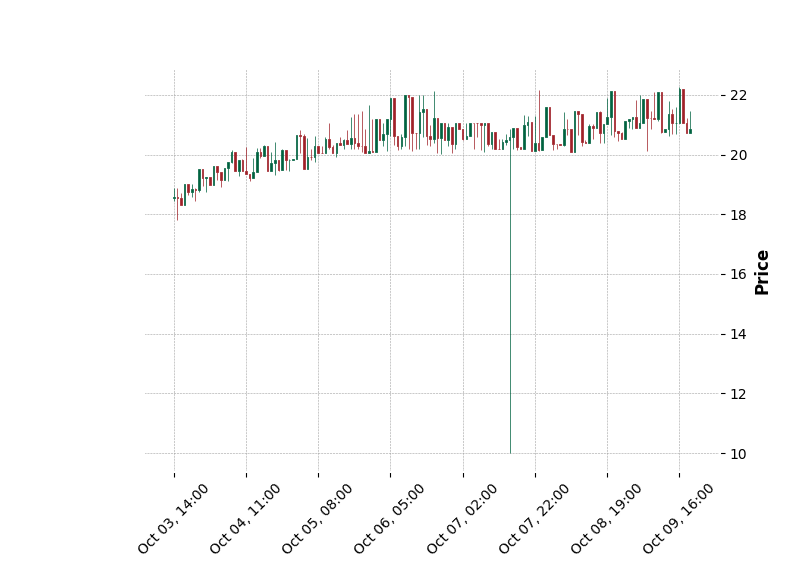 22
20
18
16
14
12
10
Price
Oct 03, 14:00
Oct 04, 11:00
Oct 05, 08:00
Oct 06, 05:00
Oct 07, 02:00
Oct 07, 22:00
Oct 08, 19:00
Oct 09, 16:00